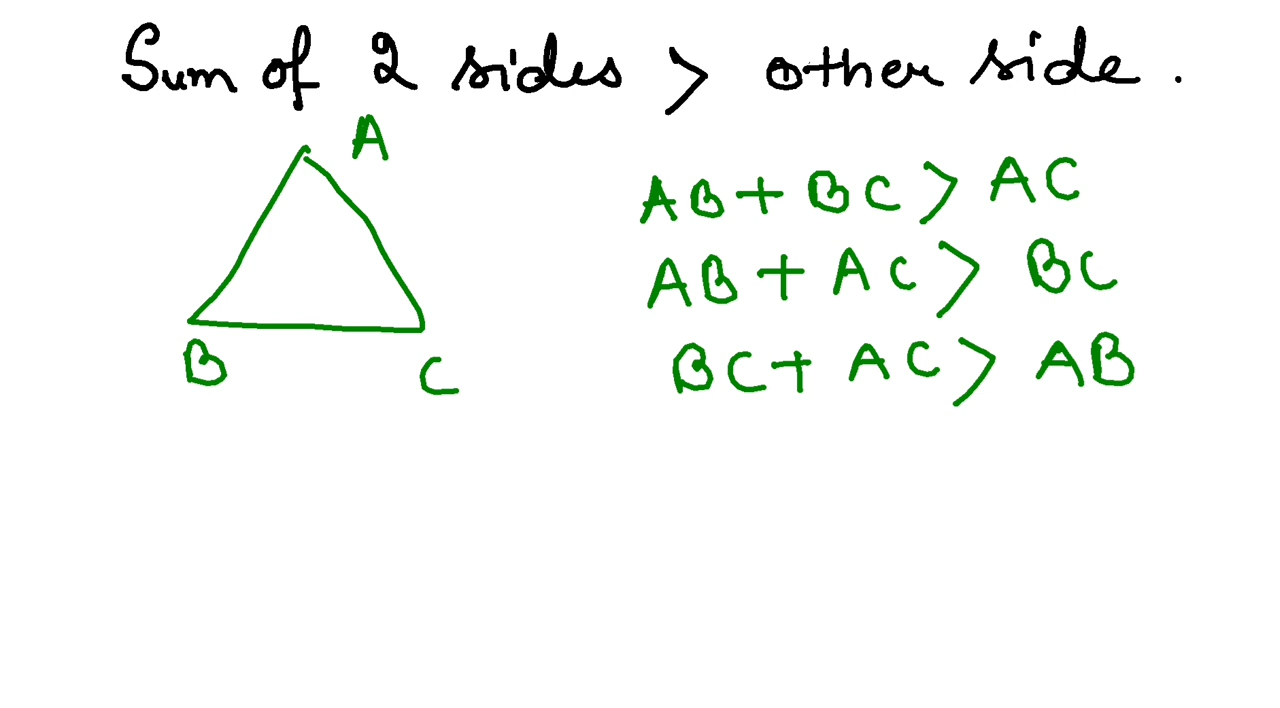 Sum of 2 sides > other side .
A
AB + BC > AC
AB + AC > BC
BC + AC > AB
B
C